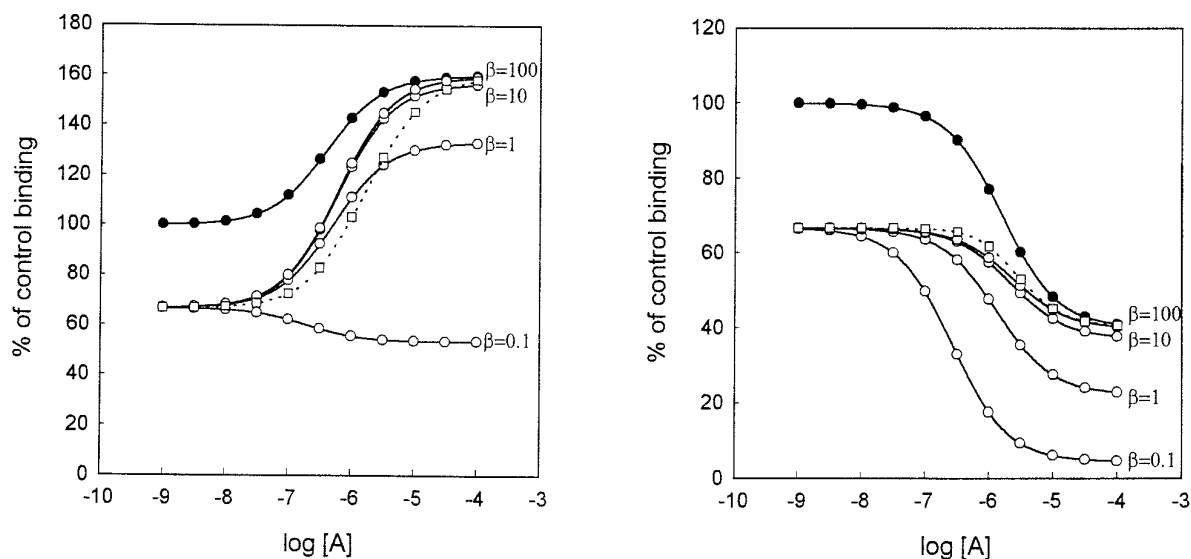 180
160
140
120
100
80
60
40
20
0
% of control binding
β=100
β=10
β=1
β=0.1
-10 -9 -8 -7 -6 -5 -4 -3
log [A]
120
100
80
60
40
20
0
% of control binding
β=100
β=10
β=1
β=0.1
-10 -9 -8 -7 -6 -5 -4 -3
log [A]